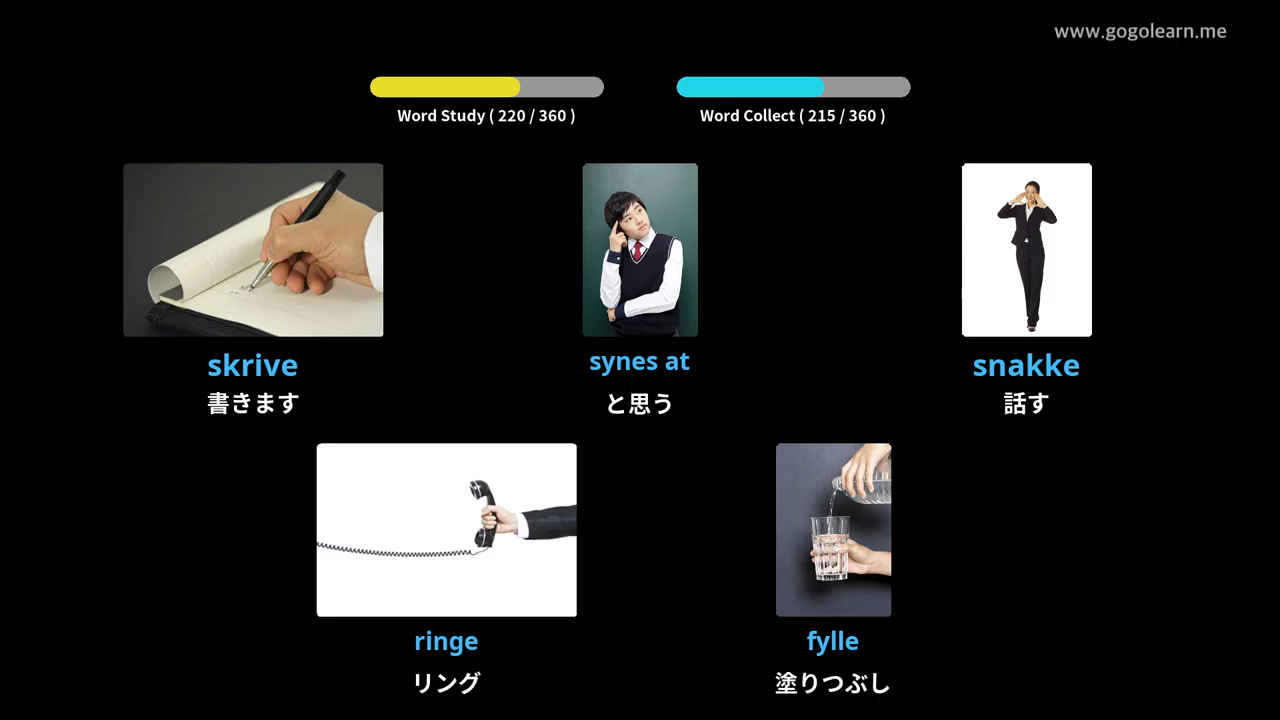 www.gogolearn.me
Word Study ( 220 / 360 )
Word Collect ( 215 / 360 )
skrive
書きます
synes at
と思う
snakke
話す
ringe
リング
fylle
塗りつぶし